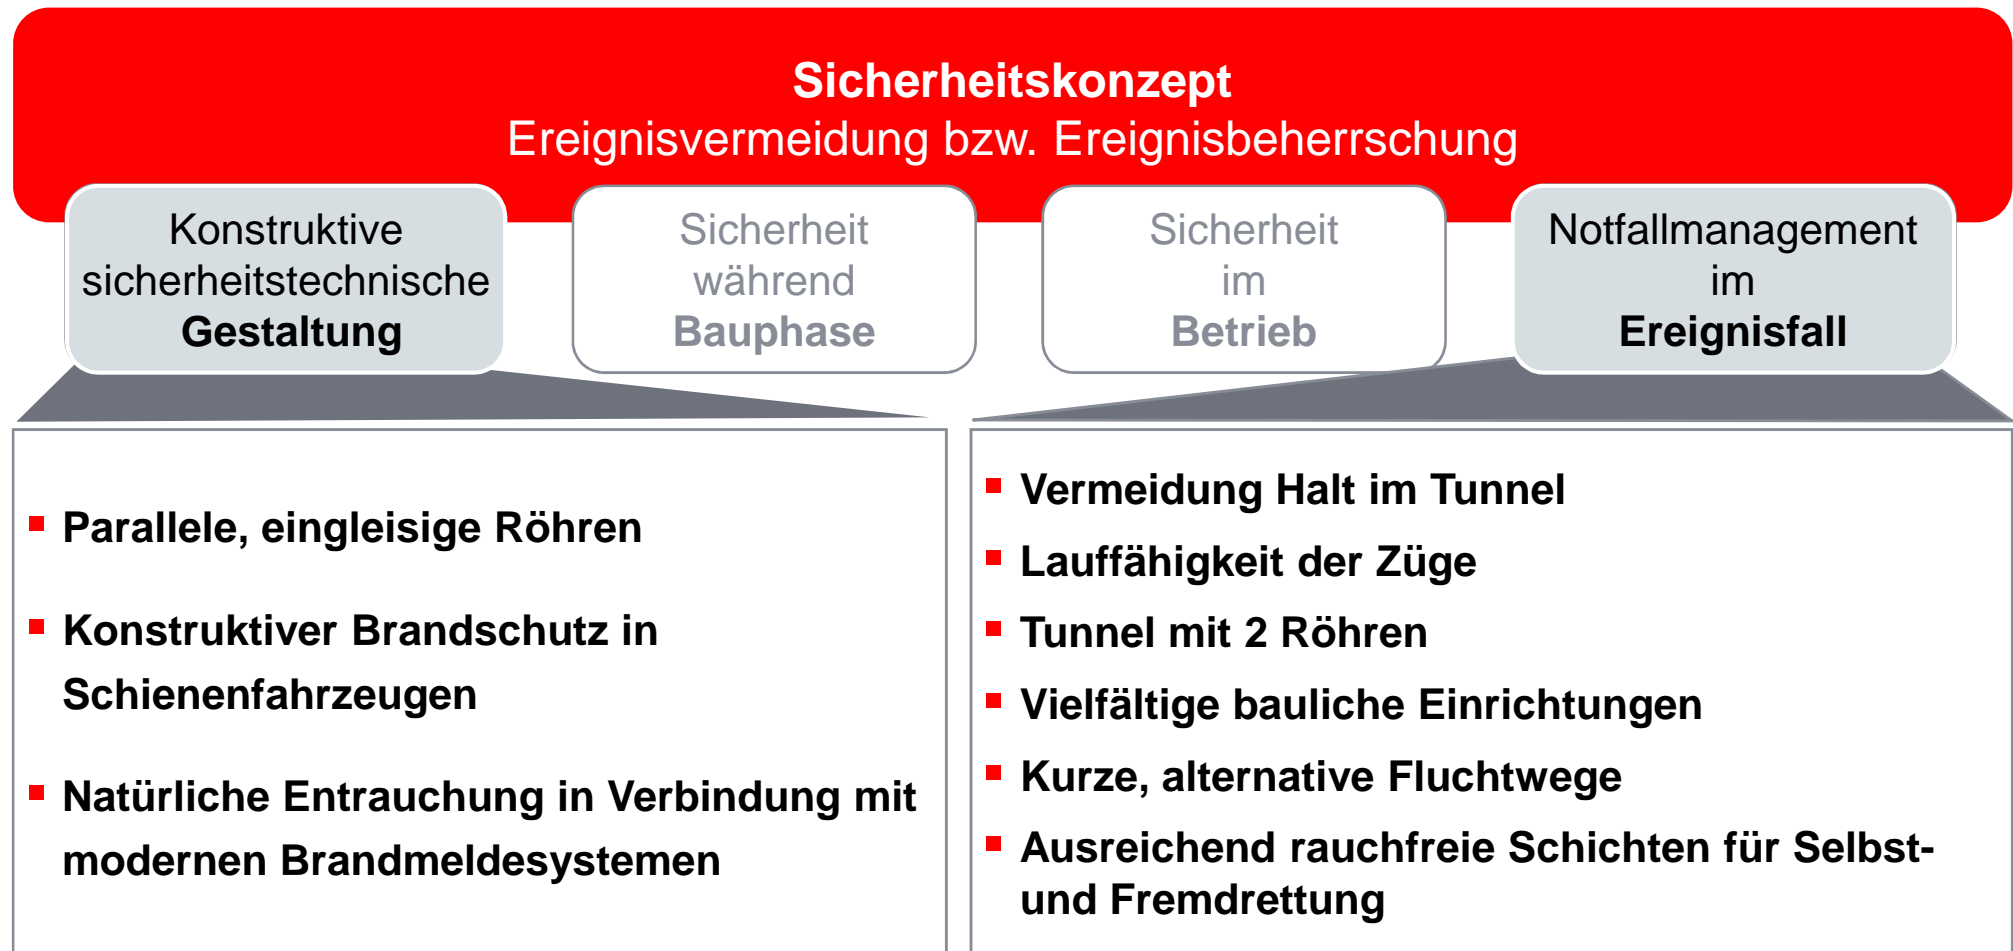 Sicherheitskonzept
Ereignisvermeidung bzw. Ereignisbeherrschung
Konstruktive
sicherheitstechnische
Gestaltung
Sicherheit
während
Bauphase
Sicherheit
im
Betrieb
Notfallmanagement
im
Ereignisfall
Parallele, eingleisige Röhren
Konstruktiver Brandschutz in
Schienenfahrzeugen
Natürliche Entrauchung in Verbindung mit
modernen Brandmeldesystemen
Vermeidung Halt im Tunnel
Lauffähigkeit der Züge
Tunnel mit 2 Röhren
Vielfältige bauliche Einrichtungen
Kurze, alternative Fluchtwege
Ausreichend rauchfreie Schichten für Selbst-
und Fremdrettung